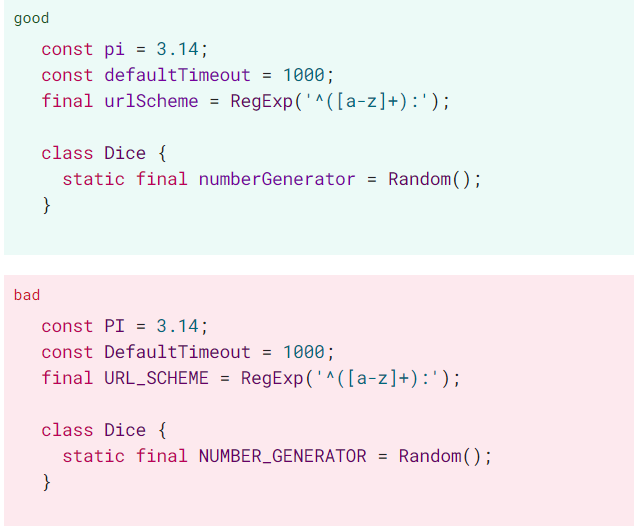 good
const pi = 3.14;
const defaultTimeout = 1000;
final urlScheme = RegExp('^([a-z]+):');
class Dice {
  static final numberGenerator = Random();
}
bad
const PI = 3.14;
const DefaultTimeout = 1000;
final URL_SCHEME = RegExp('^([a-z]+):');
class Dice {
  static final NUMBER_GENERATOR = Random();
}